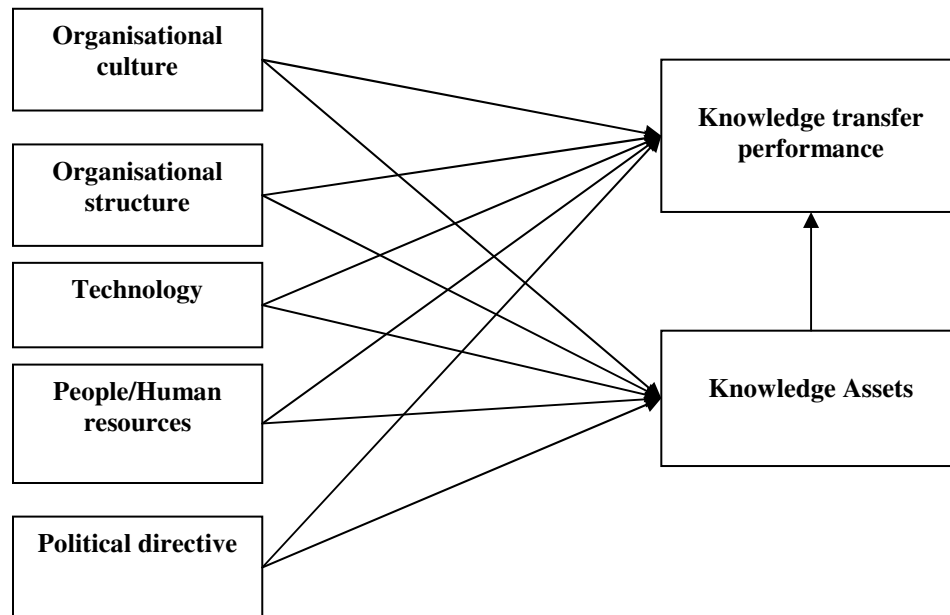 Organisational
culture
Organisational
structure
Technology
People/Human
resources
Political directive
Knowledge transfer
performance
Knowledge Assets